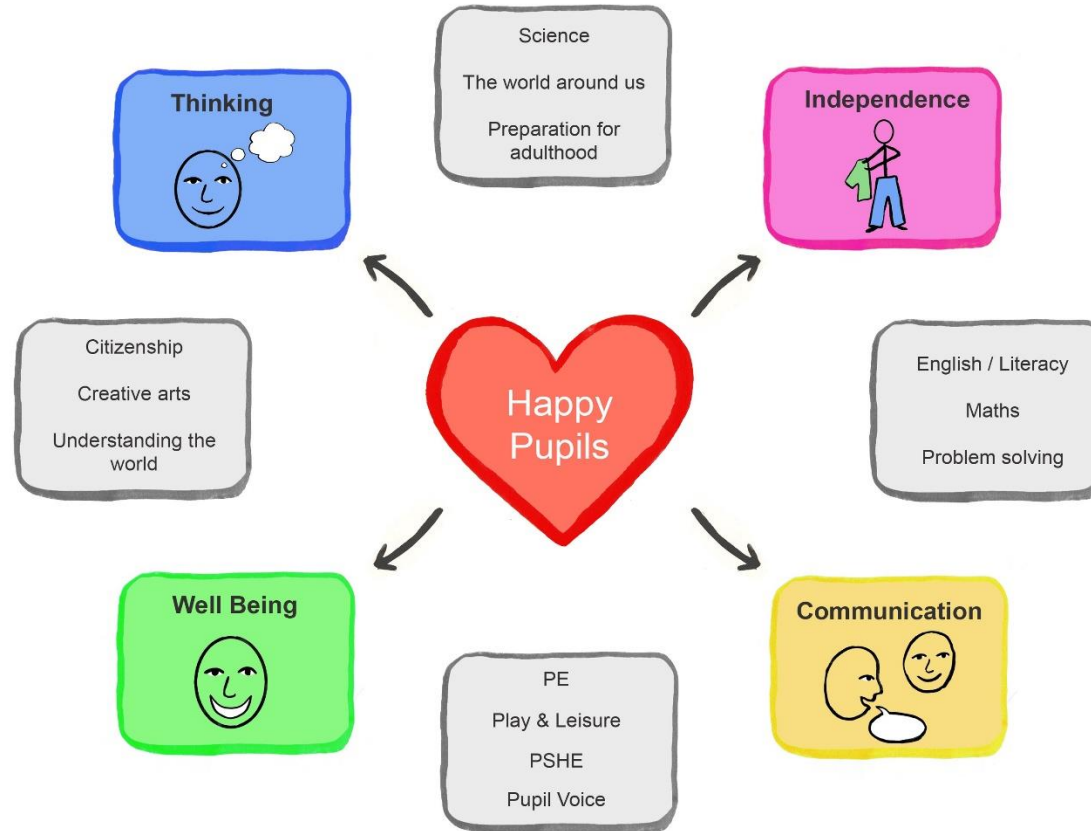 Science
The world around us
Preparation for
adulthood
Thinking
Independence
Citizenship
Creative arts
Understanding the
world
Happy
Pupils
English / Literacy
Maths
Problem solving
Well Being
Communication
PE
Play & Leisure
PSHE
Pupil Voice